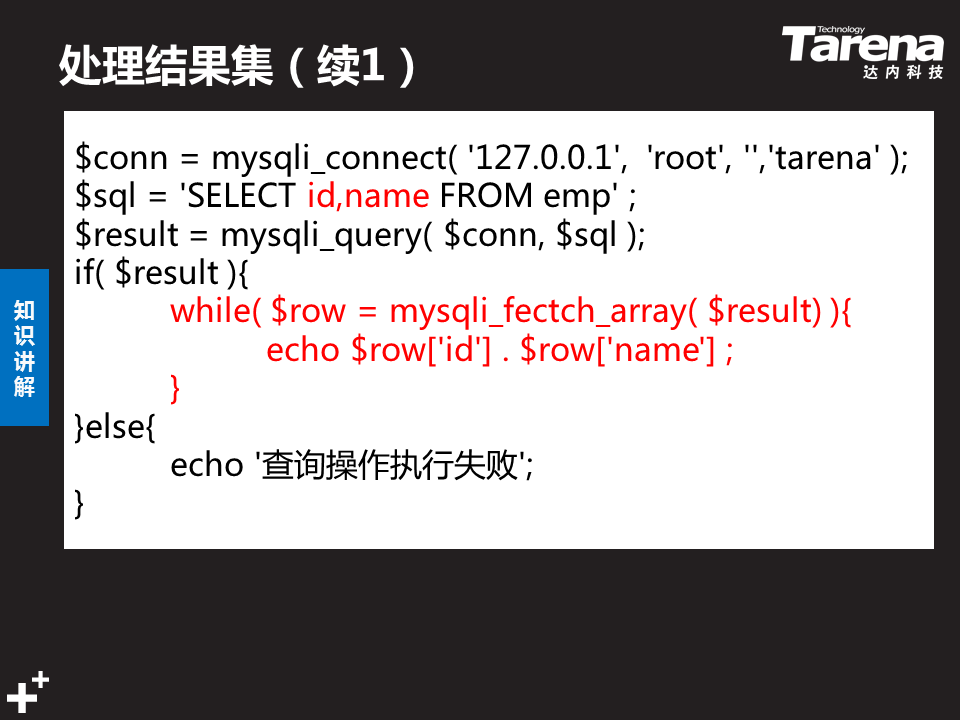 处理结果集（续1）
Technology
Tarena
达内科技
$conn = mysqli_connect( '127.0.0.1',  'root', '','tarena' );
$sql = 'SELECT id,name FROM emp' ;
$result = mysqli_query( $conn, $sql );
if( $result ){
while( $row = mysqli_fectch_array( $result) ){
echo $row['id'] . $row['name'] ;
}
}else{
echo '查询操作执行失败';
}
知
识
讲
解